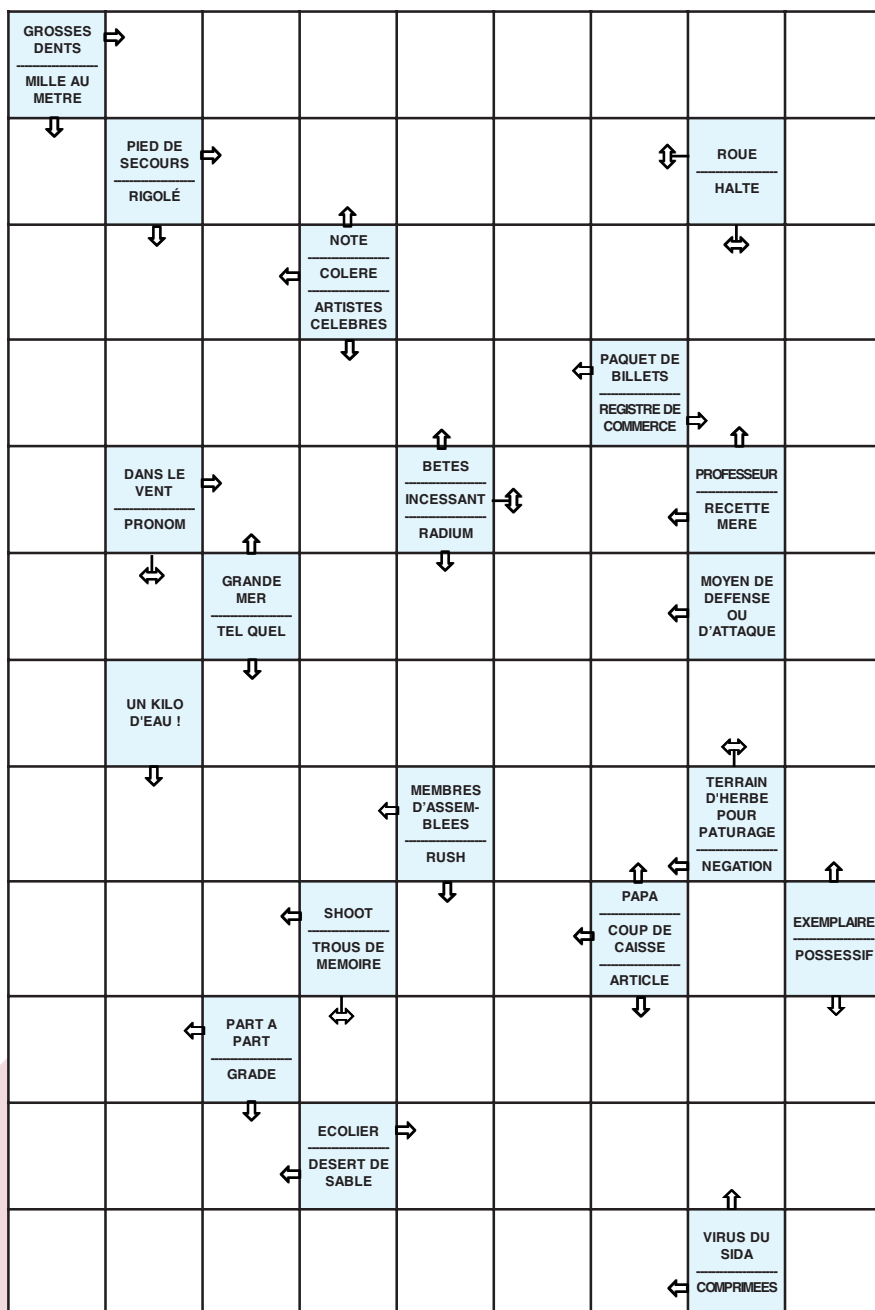 GROSSES
DENTS
MILLE AU
METRE
PIED DE
SECOURS
RIGOLÉ
ROUE
HALTE
NOTE
COLERE
ARTISTES
CELEBRES
PAQUET DE
BILLETS
REGISTRE DE
COMMERCE
DANS LE
VENT
PRONOM
BETES
INCESSANT
RADIUM
PROFESSEUR
RECETTE
MERE
GRANDE
MER
TEL QUEL
MOYEN DE
DEFENSE
OU
D'ATTAQUE
UN KILO
D'EAU !
MEMBRES
D'ASSEM-
BLEES
RUSH
TERRAIN
D'HERBE
POUR
PATURAGE
NEGATION
SHOOT
TROUS DE
MEMOIRE
PAPA
COUP DE
CAISSE
ARTICLE
EXEMPLAIRE
POSSESSIF
PART A
PART
GRADE
ECOLIER
DESERT DE
SABLE
VIRUS DU
SIDA
COMPRIMEES